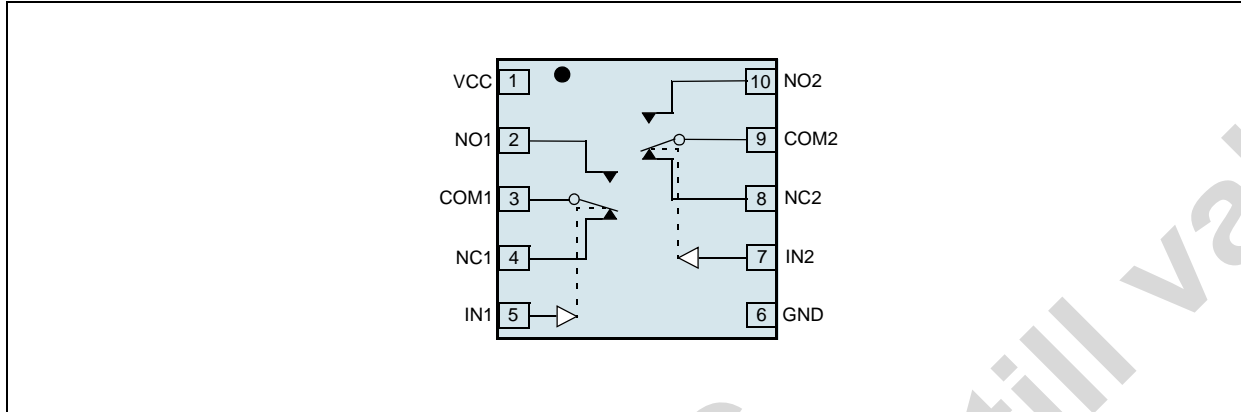 VCC 1
10 NO2
NO1 2
9 COM2
COM1 3
8 NC2
NC1 4
7 IN2
IN1 5
6 GND
still